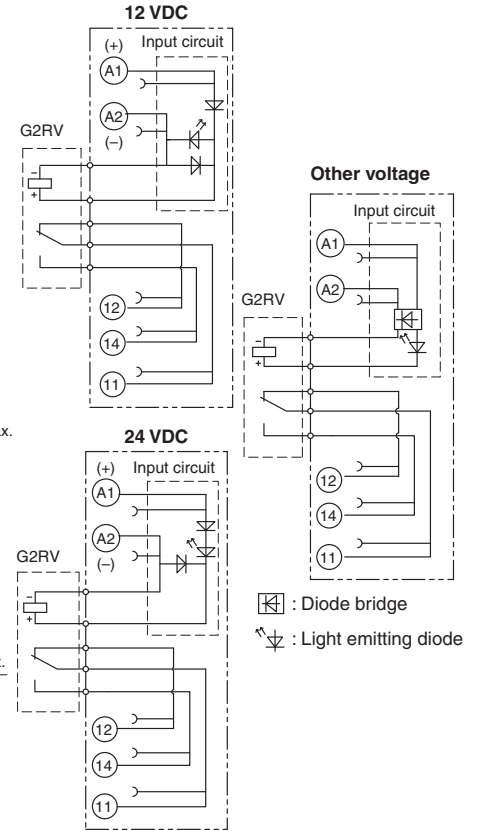 12 VDC
(+) Input circuit
A1
A2
(–)
G2RV
–
+
12
14
11
Other voltage
Input circuit
A1
A2
G2RV
–
+
12
14
11
: Diode bridge
: Light emitting diode
x.
24 VDC
(+) Input circuit
A1
A2
(–)
G2RV
–
+
12
14
11